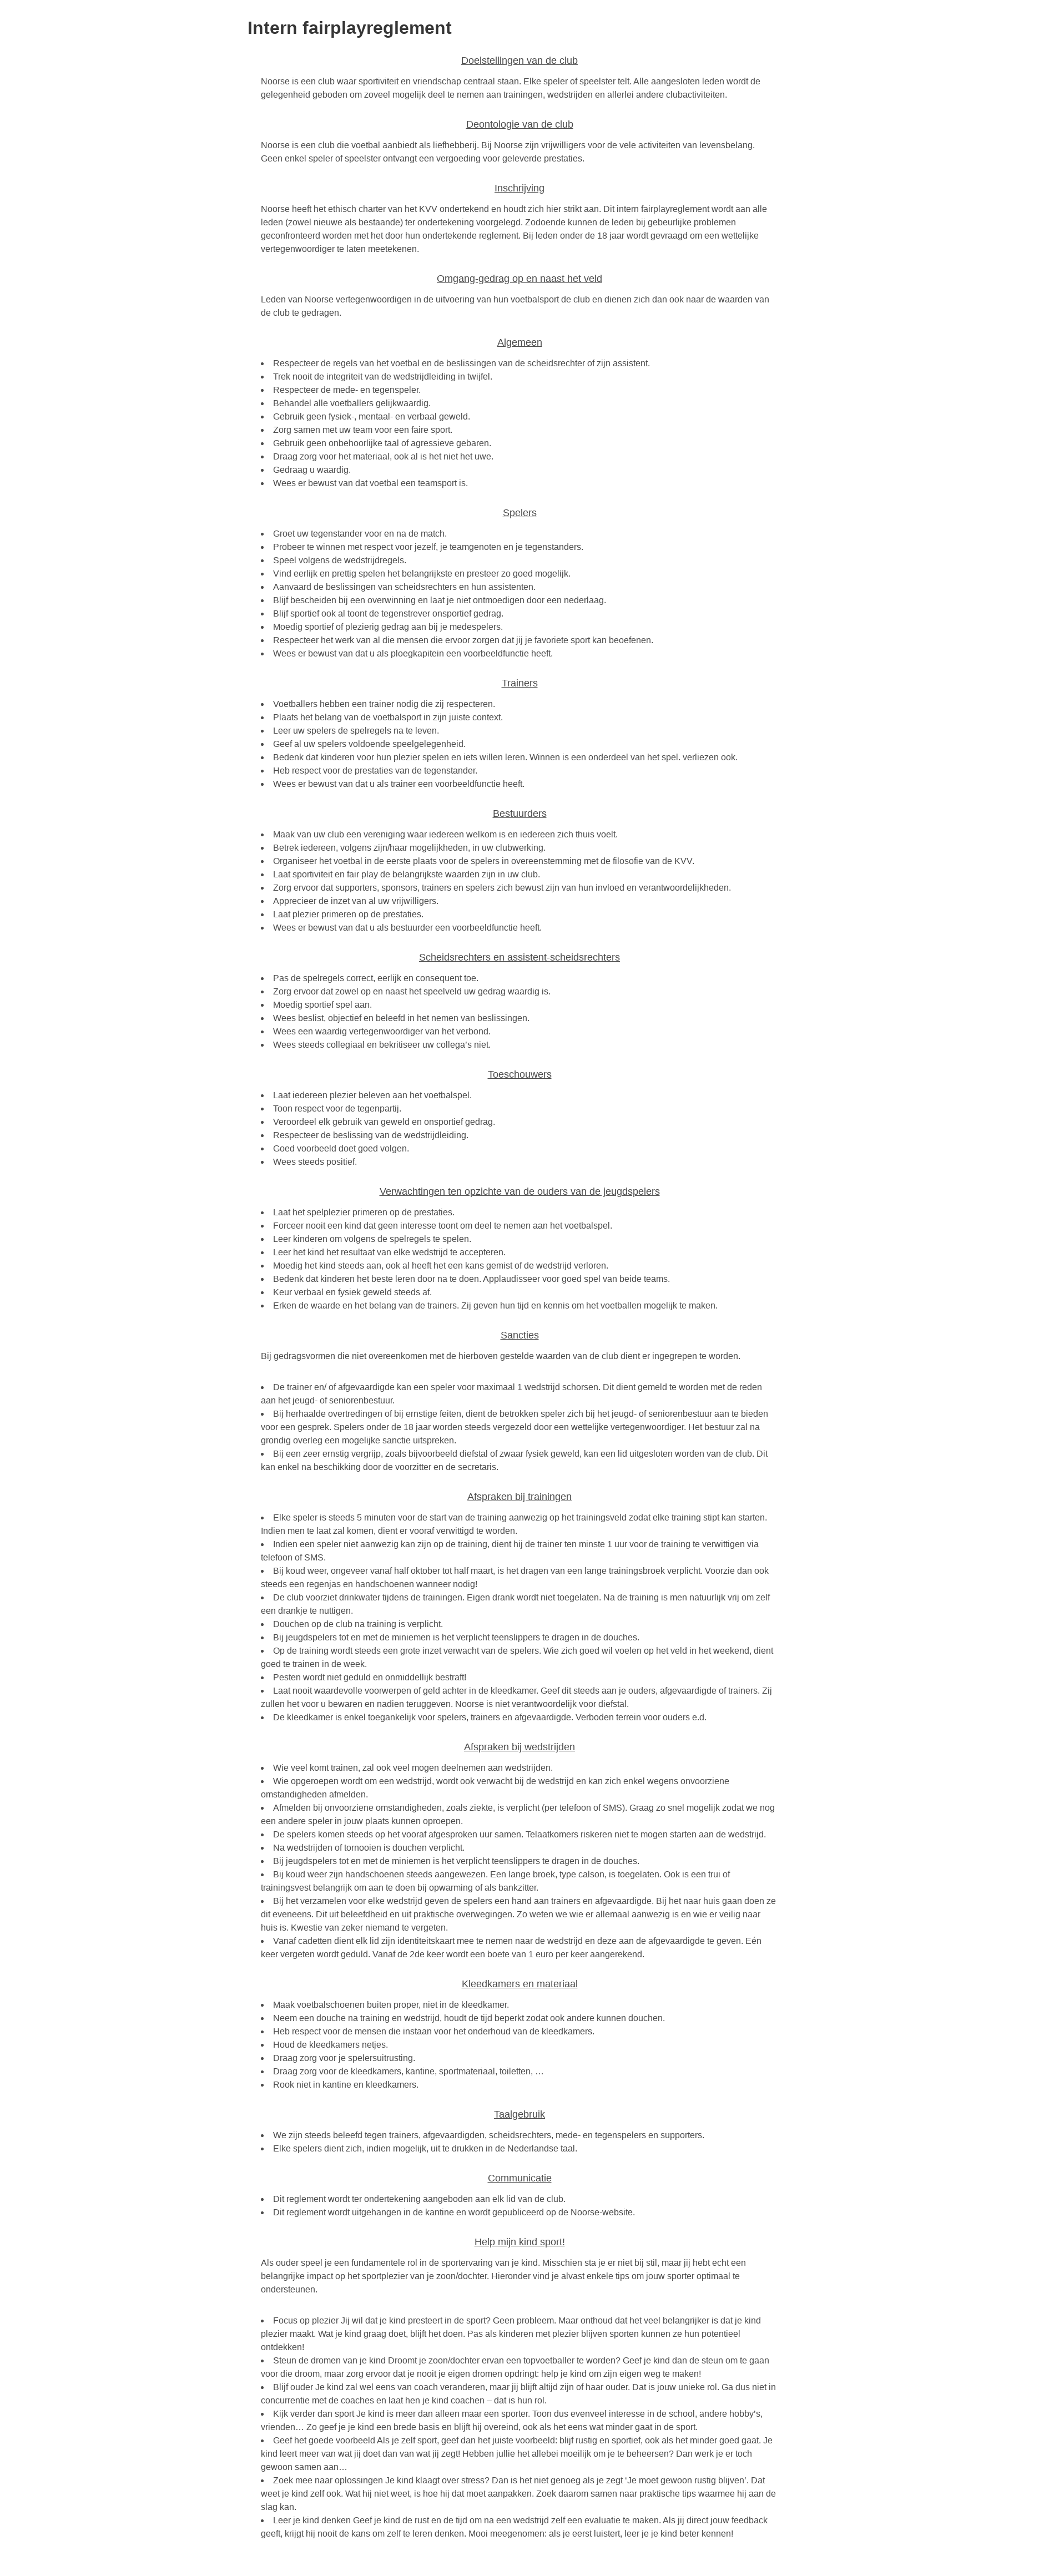 Intern fairplayreglement
Doelstellingen van de club
Noorse is een club waar sportiviteit en vriendschap centraal staan. Elke speler of speelster telt. Alle aangesloten leden wordt de
gelegenheid geboden om zoveel mogelijk deel te nemen aan trainingen, wedstrijden en allerlei andere clubactiviteiten.
Deontologie van de club
Noorse is een club die voetbal aanbiedt als liefhebberij. Bij Noorse zijn vrijwilligers voor de vele activiteiten van levensbelang.
Geen enkel speler of speelster ontvangt een vergoeding voor geleverde prestaties.
Inschrijving
Noorse heeft het ethisch charter van het KVV ondertekend en houdt zich hier strikt aan. Dit intern fairplayreglement wordt aan alle
leden (zowel nieuwe als bestaande) ter ondertekening voorgelegd. Zodoende kunnen de leden bij gebeurlijke problemen
geconfronteerd worden met het door hun ondertekende reglement. Bij leden onder de 18 jaar wordt gevraagd om een wettelijke
vertegenwoordiger te laten meetekenen.
Omgang-gedrag op en naast het veld
Leden van Noorse vertegenwoordigen in de uitvoering van hun voetbalsport de club en dienen zich dan ook naar de waarden van
de club te gedragen.
Algemeen
• Respecteer de regels van het voetbal en de beslissingen van de scheidsrechter of zijn assistent.
• Trek nooit de integriteit van de wedstrijdleiding in twijfel.
• Respecteer de mede- en tegenspeler.
• Behandel alle voetballers gelijkwaardig.
• Gebruik geen fysiek-, mentaal- en verbaal geweld.
• Zorg samen met uw team voor een faire sport.
• Gebruik geen onbehoorlijke taal of agressieve gebaren.
• Draag zorg voor het materiaal, ook al is het niet het uwe.
• Gedraag u waardig.
• Wees er bewust van dat voetbal een teamsport is.
Spelers
• Groet uw tegenstander voor en na de match.
• Probeer te winnen met respect voor jezelf, je teamgenoten en je tegenstanders.
• Speel volgens de wedstrijdregels.
• Vind eerlijk en prettig spelen het belangrijkste en presteer zo goed mogelijk.
• Aanvaard de beslissingen van scheidsrechters en hun assistenten.
• Blijf bescheiden bij een overwinning en laat je niet ontmoedigen door een nederlaag.
• Blijf sportief ook al toont de tegenstrever onsportief gedrag.
• Moedig sportief of plezierig gedrag aan bij je medespelers.
• Respecteer het werk van al die mensen die ervoor zorgen dat jij je favoriete sport kan beoefenen.
• Wees er bewust van dat u als ploegkapitein een voorbeeldfunctie heeft.
Trainers
• Voetballers hebben een trainer nodig die zij respecteren.
• Plaats het belang van de voetbalsport in zijn juiste context.
• Leer uw spelers de spelregels na te leven.
• Geef al uw spelers voldoende speelgelegenheid.
• Bedenk dat kinderen voor hun plezier spelen en iets willen leren. Winnen is een onderdeel van het spel. verliezen ook.
• Heb respect voor de prestaties van de tegenstander.
• Wees er bewust van dat u als trainer een voorbeeldfunctie heeft.
Bestuurders
• Maak van uw club een vereniging waar iedereen welkom is en iedereen zich thuis voelt.
• Betrek iedereen, volgens zijn/haar mogelijkheden, in uw clubwerking.
• Organiseer het voetbal in de eerste plaats voor de spelers in overeenstemming met de filosofie van de KVV.
• Laat sportiviteit en fair play de belangrijkste waarden zijn in uw club.
• Zorg ervoor dat supporters, sponsors, trainers en spelers zich bewust zijn van hun invloed en verantwoordelijkheden.
• Apprecieer de inzet van al uw vrijwilligers.
• Laat plezier primeren op de prestaties.
• Wees er bewust van dat u als bestuurder een voorbeeldfunctie heeft.
Scheidsrechters en assistent-scheidsrechters
• Pas de spelregels correct, eerlijk en consequent toe.
• Zorg ervoor dat zowel op en naast het speelveld uw gedrag waardig is.
• Moedig sportief spel aan.
• Wees beslist, objectief en beleefd in het nemen van beslissingen.
• Wees een waardig vertegenwoordiger van het verbond.
• Wees steeds collegiaal en bekritiseer uw collega's niet.
Toeschouwers
• Laat iedereen plezier beleven aan het voetbalspel.
• Toon respect voor de tegenpartij.
• Veroordeel elk gebruik van geweld en onsportief gedrag.
• Respecteer de beslissing van de wedstrijdleiding.
• Goed voorbeeld doet goed volgen.
• Wees steeds positief.
Verwachtingen ten opzichte van de ouders van de jeugdspelers
• Laat het spelplezier primeren op de prestaties.
• Forceer nooit een kind dat geen interesse toont om deel te nemen aan het voetbalspel.
• Leer kinderen om volgens de spelregels te spelen.
• Leer het kind het resultaat van elke wedstrijd te accepteren.
• Moedig het kind steeds aan, ook al heeft het een kans gemist of de wedstrijd verloren.
• Bedenk dat kinderen het beste leren door na te doen. Applaudisseer voor goed spel van beide teams.
• Keur verbaal en fysiek geweld steeds af.
• Erken de waarde en het belang van de trainers. Zij geven hun tijd en kennis om het voetballen mogelijk te maken.
Sancties
Bij gedragsvormen die niet overeenkomen met de hierboven gestelde waarden van de club dient er ingegrepen te worden.
• De trainer en/ of afgevaardigde kan een speler voor maximaal 1 wedstrijd schorsen. Dit dient gemeld te worden met de reden
aan het jeugd- of seniorenbestuur.
• Bij herhaalde overtredingen of bij ernstige feiten, dient de betrokken speler zich bij het jeugd- of seniorenbestuur aan te bieden
voor een gesprek. Spelers onder de 18 jaar worden steeds vergezeld door een wettelijke vertegenwoordiger. Het bestuur zal na
grondig overleg een mogelijke sanctie uitspreken.
• Bij een zeer ernstig vergrijp, zoals bijvoorbeeld diefstal of zwaar fysiek geweld, kan een lid uitgesloten worden van de club. Dit
kan enkel na beschikking door de voorzitter en de secretaris.
Afspraken bij trainingen
• Elke speler is steeds 5 minuten voor de start van de training aanwezig op het trainingsveld zodat elke training stipt kan starten.
Indien men te laat zal komen, dient er vooraf verwittigd te worden.
• Indien een speler niet aanwezig kan zijn op de training, dient hij de trainer ten minste 1 uur voor de training te verwittigen via
telefoon of SMS.
• Bij koud weer, ongeveer vanaf half oktober tot half maart, is het dragen van een lange trainingsbroek verplicht. Voorzie dan ook
steeds een regenjas en handschoenen wanneer nodig!
• De club voorziet drinkwater tijdens de trainingen. Eigen drank wordt niet toegelaten. Na de training is men natuurlijk vrij om zelf
een drankje te nuttigen.
• Douchen op de club na training is verplicht.
• Bij jeugdspelers tot en met de miniemen is het verplicht teenslippers te dragen in de douches.
• Op de training wordt steeds een grote inzet verwacht van de spelers. Wie zich goed wil voelen op het veld in het weekend, dient
goed te trainen in de week.
• Pesten wordt niet geduld en onmiddellijk bestraft!
• Laat nooit waardevolle voorwerpen of geld achter in de kleedkamer. Geef dit steeds aan je ouders, afgevaardigde of trainers. Zij
zullen het voor u bewaren en nadien teruggeven. Noorse is niet verantwoordelijk voor diefstal.
• De kleedkamer is enkel toegankelijk voor spelers, trainers en afgevaardigde. Verboden terrein voor ouders e.d.
Afspraken bij wedstrijden
• Wie veel komt trainen, zal ook veel mogen deelnemen aan wedstrijden.
• Wie opgeroepen wordt om een wedstrijd, wordt ook verwacht bij de wedstrijd en kan zich enkel wegens onvoorziene
omstandigheden afmelden.
• Afmelden bij onvoorziene omstandigheden, zoals ziekte, is verplicht (per telefoon of SMS). Graag zo snel mogelijk zodat we nog
een andere speler in jouw plaats kunnen oproepen.
• De spelers komen steeds op het vooraf afgesproken uur samen. Telaatkomers riskeren niet te mogen starten aan de wedstrijd.
• Na wedstrijden of tornooien is douchen verplicht.
• Bij jeugdspelers tot en met de miniemen is het verplicht teenslippers te dragen in de douches.
• Bij koud weer zijn handschoenen steeds aangewezen. Een lange broek, type calson, is toegelaten. Ook is een trui of
trainingsvest belangrijk om aan te doen bij opwarming of als bankzitter.
• Bij het verzamelen voor elke wedstrijd geven de spelers een hand aan trainers en afgevaardigde. Bij het naar huis gaan doen ze
dit eveneens. Dit uit beleefdheid en uit praktische overwegingen. Zo weten we wie er allemaal aanwezig is en wie er veilig naar
huis is. Kwestie van zeker niemand te vergeten.
• Vanaf cadetten dient elk lid zijn identiteitskaart mee te nemen naar de wedstrijd en deze aan de afgevaardigde te geven. Eén
keer vergeten wordt geduld. Vanaf de 2de keer wordt een boete van 1 euro per keer aangerekend.
Kleedkamers en materiaal
• Maak voetbalschoenen buiten proper, niet in de kleedkamer.
• Neem een douche na training en wedstrijd, houdt de tijd beperkt zodat ook andere kunnen douchen.
• Heb respect voor de mensen die instaan voor het onderhoud van de kleedkamers.
• Houd de kleedkamers netjes.
• Draag zorg voor je spelersuitrusting.
• Draag zorg voor de kleedkamers, kantine, sportmateriaal, toiletten, …
• Rook niet in kantine en kleedkamers.
Taalgebruik
• We zijn steeds beleefd tegen trainers, afgevaardigden, scheidsrechters, mede- en tegenspelers en supporters.
• Elke spelers dient zich, indien mogelijk, uit te drukken in de Nederlandse taal.
Communicatie
• Dit reglement wordt ter ondertekening aangeboden aan elk lid van de club.
• Dit reglement wordt uitgehangen in de kantine en wordt gepubliceerd op de Noorse-website.
Help mijn kind sport!
Als ouder speel je een fundamentele rol in de sportervaring van je kind. Misschien sta je er niet bij stil, maar jij hebt echt een
belangrijke impact op het sportplezier van je zoon/dochter. Hieronder vind je alvast enkele tips om jouw sporter optimaal te
ondersteunen.
• Focus op plezier Jij wil dat je kind presteert in de sport? Geen probleem. Maar onthoud dat het veel belangrijker is dat je kind
plezier maakt. Wat je kind graag doet, blijft het doen. Pas als kinderen met plezier blijven sporten kunnen ze hun potentieel
ontdekken!
• Steun de dromen van je kind Droomt je zoon/dochter ervan een topvoetballer te worden? Geef je kind dan de steun om te gaan
voor die droom, maar zorg ervoor dat je nooit je eigen dromen opdringt: help je kind om zijn eigen weg te maken!
• Blijf ouder Je kind zal wel eens van coach veranderen, maar jij blijft altijd zijn of haar ouder. Dat is jouw unieke rol. Ga dus niet in
concurrentie met de coaches en laat hen je kind coachen – dat is hun rol.
• Kijk verder dan sport Je kind is meer dan alleen maar een sporter. Toon dus evenveel interesse in de school, andere hobby's,
vrienden… Zo geef je je kind een brede basis en blijft hij overeind, ook als het eens wat minder gaat in de sport.
• Geef het goede voorbeeld Als je zelf sport, geef dan het juiste voorbeeld: blijf rustig en sportief, ook als het minder goed gaat. Je
kind leert meer van wat jij doet dan van wat jij zegt! Hebben jullie het allebei moeilijk om je te beheersen? Dan werk je er toch
gewoon samen aan…
• Zoek mee naar oplossingen Je kind klaagt over stress? Dan is het niet genoeg als je zegt 'Je moet gewoon rustig blijven'. Dat
weet je kind zelf ook. Wat hij niet weet, is hoe hij dat moet aanpakken. Zoek daarom samen naar praktische tips waarmee hij aan de
slag kan.
• Leer je kind denken Geef je kind de rust en de tijd om na een wedstrijd zelf een evaluatie te maken. Als jij direct jouw feedback
geeft, krijgt hij nooit de kans om zelf te leren denken. Mooi meegenomen: als je eerst luistert, leer je je kind beter kennen!